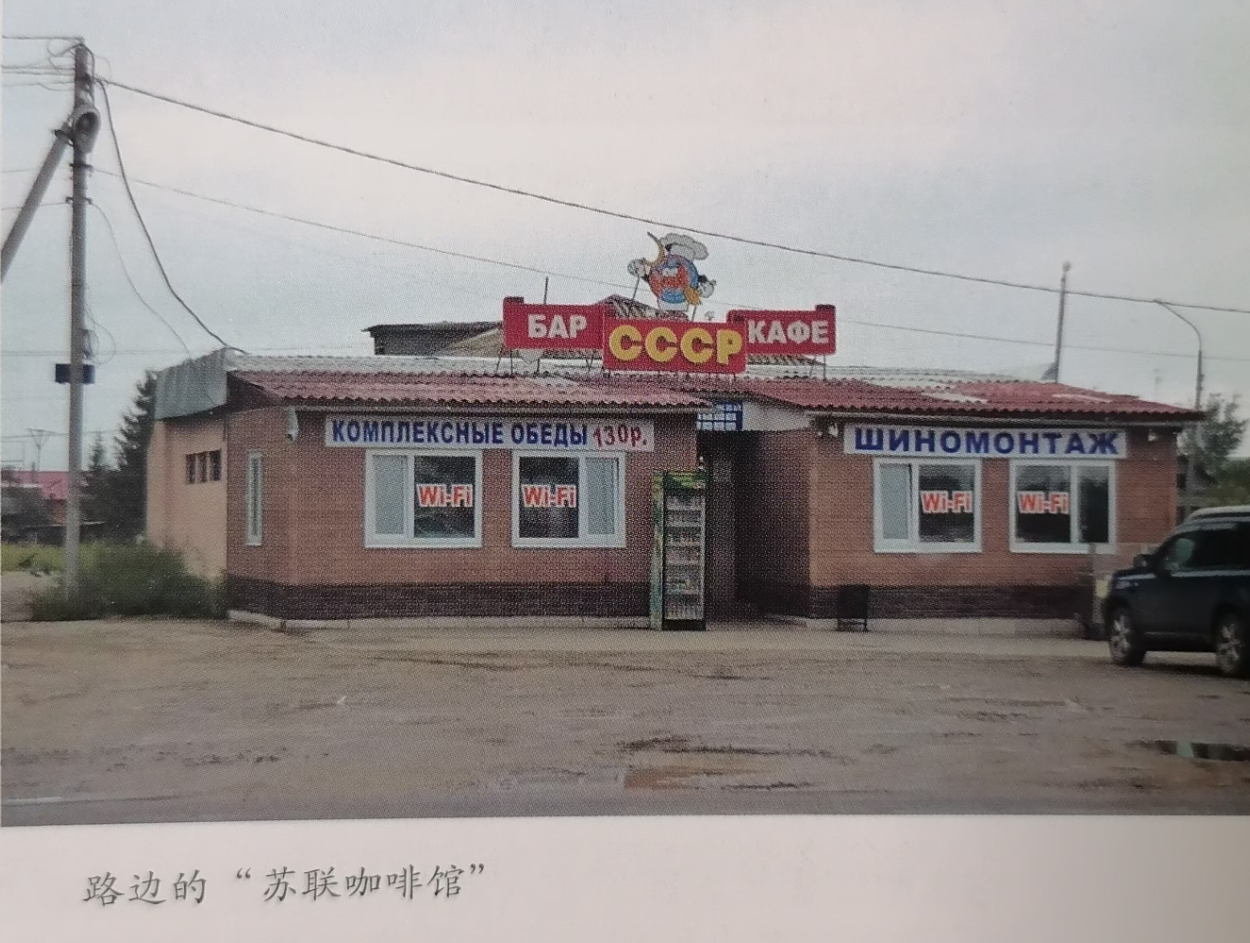 БАР
СССР
КАФЕ
КОМПЛЕКСНЫЕ ОБЕДЫ 130р.
ШИНОМОНТАЖ
Wi-Fi
Wi-Fi
Wi-Fi
Wi-Fi
路边的“苏联咖啡馆”